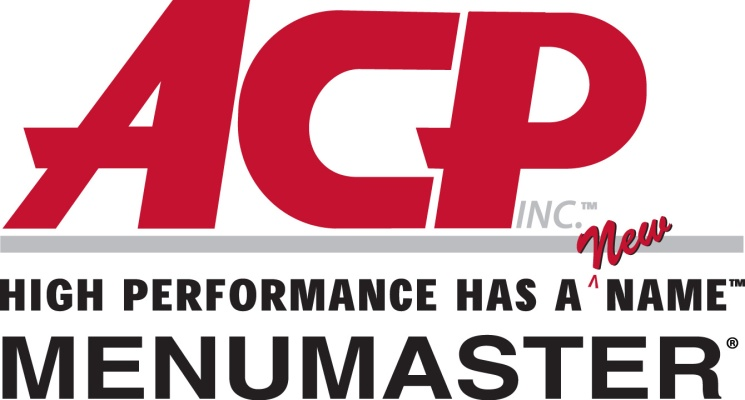 ACP
INC.™
New
HIGH PERFORMANCE HAS A ^ NAME™
MENUMASTER®